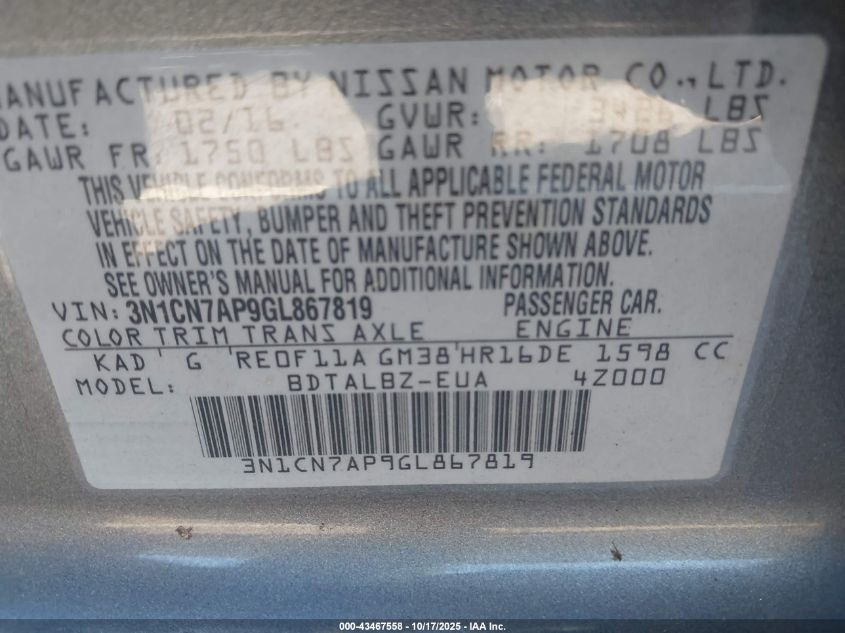 MANUFACTURED BY NISSAN MOTOR CO., LTD.
DATE: 02/16 GVWR: LBS
GAWR FR: 1750 LBS GAWR RR: 1708 LBS
THIS VEHICLE CONFORMS TO ALL APPLICABLE FEDERAL MOTOR
VEHICLE SAFETY, BUMPER AND THEFT PREVENTION STANDARDS
IN EFFECT ON THE DATE OF MANUFACTURE SHOWN ABOVE.
SEE OWNER'S MANUAL FOR ADDITIONAL INFORMATION.
VIN: 3N1CN7AP9GL867819 PASSENGER CAR.
COLOR TRIM TRANS AXLE ENGINE
KAD G RE0F11A GM38 HR16DE 1598 CC
MODEL: BDTALBZ-EUA 4Z000
3N1CN7AP9GL867819
000-43467558 - 10/17/2025 - IAA Inc.